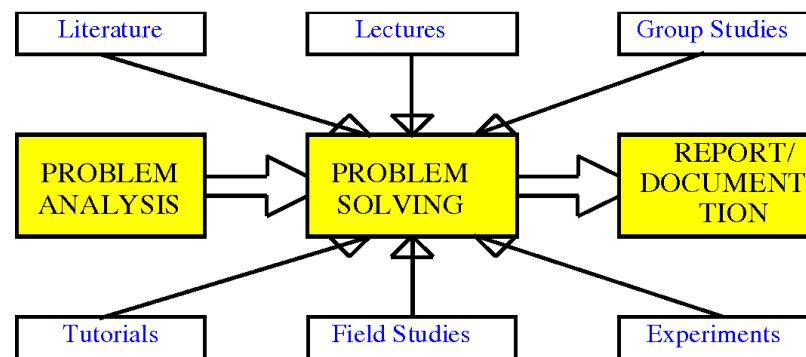 Literature
Lectures
Group Studies
PROBLEM
ANALYSIS
PROBLEM
SOLVING
REPORT/
DOCUMENT
TION
Tutorials
Field Studies
Experiments